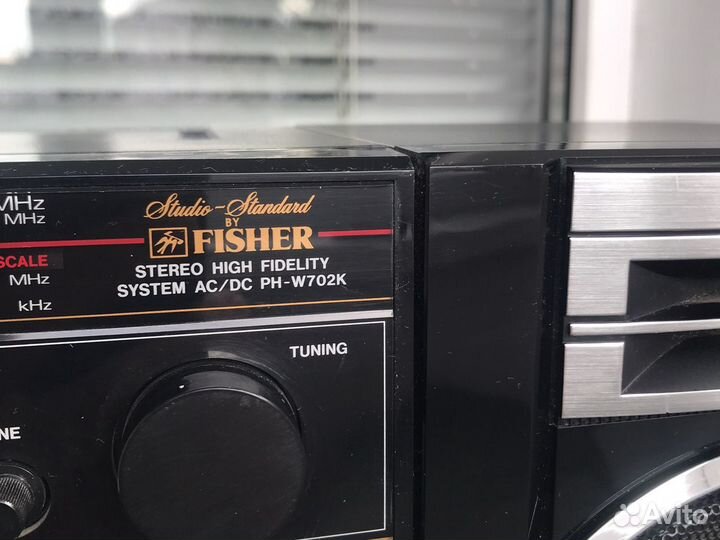 MHz
MHz
SCALE
MHz
kHz
Studio-Standard
BY
FISHER
STEREO HIGH FIDELITY
SYSTEM AC/DC PH-W702K
TUNING
NE
Avito